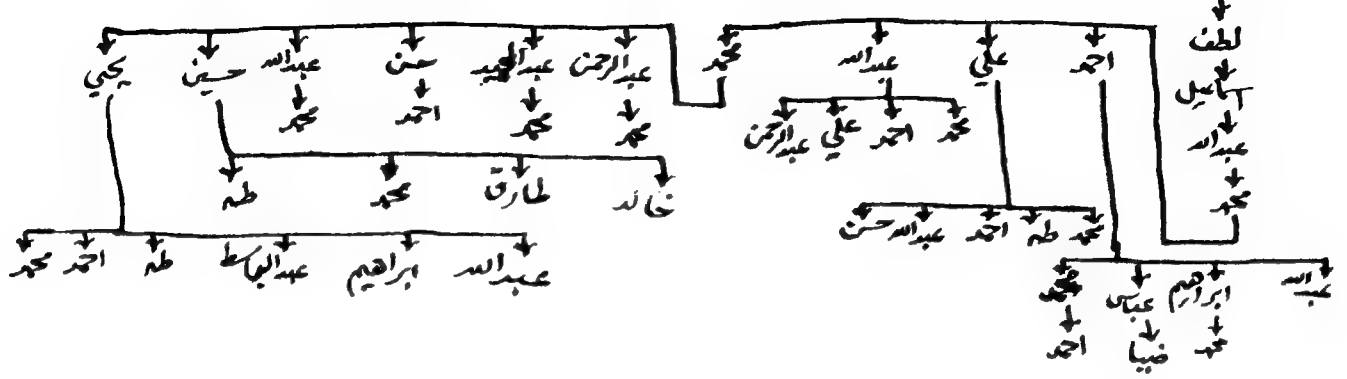 لطف
اسماعيل
عبدالله
محمد
احمد علي عبدالله محمد
عبدالرحمن عبدالمجيد حسن عبدالله حسين يحيي
محمد محمد احمد محمد
محمد احمد علي عبدالرحمن
خالد طارق محمد طه
محمد طه احمد عبدالله حسن
عبدالله ابراهيم عبدالباسط طه احمد محمد
عبدالله ابراهيم عباس محمد
محمد ضيا احمد